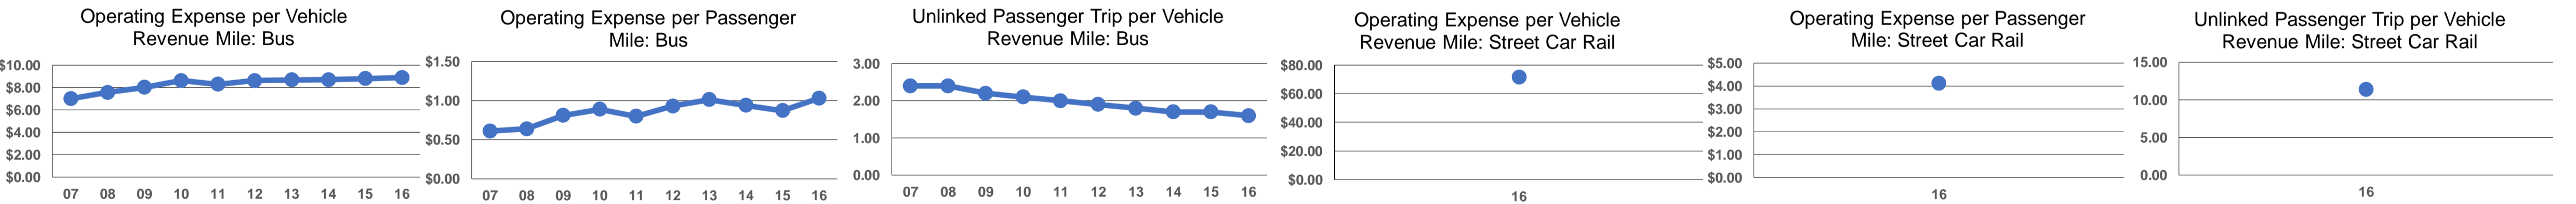 Operating Expense per Vehicle
Revenue Mile: Bus
$10.00
$8.00
$6.00
$4.00
$2.00
$0.00
07 08 09 10 11 12 13 14 15 16
Operating Expense per Passenger
Mile: Bus
$1.50
$1.00
$0.50
$0.00
07 08 09 10 11 12 13 14 15 16
Unlinked Passenger Trip per Vehicle
Revenue Mile: Bus
3.00
2.00
1.00
0.00
07 08 09 10 11 12 13 14 15 16
Operating Expense per Vehicle
Revenue Mile: Street Car Rail
$80.00
$60.00
$40.00
$20.00
$0.00
16
Operating Expense per Passenger
Mile: Street Car Rail
$5.00
$4.00
$3.00
$2.00
$1.00
$0.00
16
Unlinked Passenger Trip per Vehicle
Revenue Mile: Street Car Rail
15.00
10.00
5.00
0.00
16